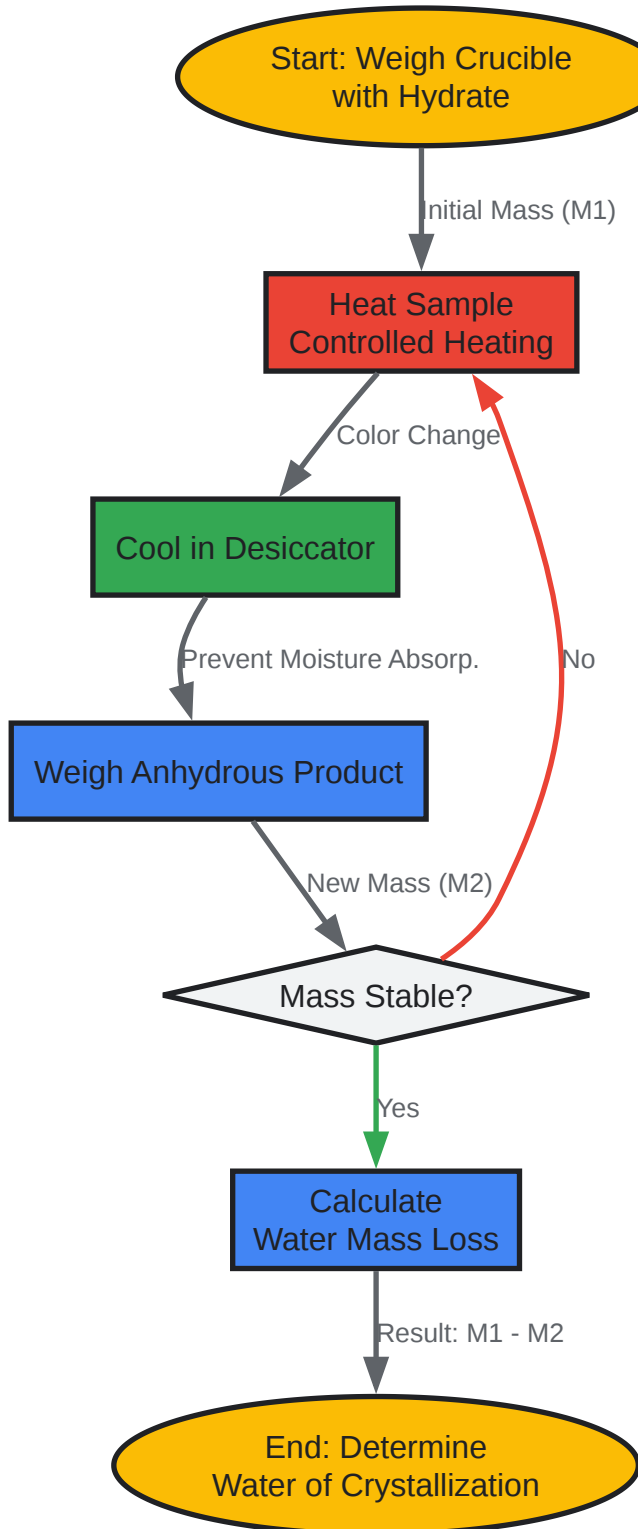 Start: Weigh Crucible
with Hydrate
Initial Mass (M1)
Heat Sample
Controlled Heating
Color Change
Cool in Desiccator
Prevent Moisture Absorp.
No
Weigh Anhydrous Product
New Mass (M2)
Mass Stable?
Yes
Calculate
Water Mass Loss
Result: M1 - M2
End: Determine
Water of Crystallization